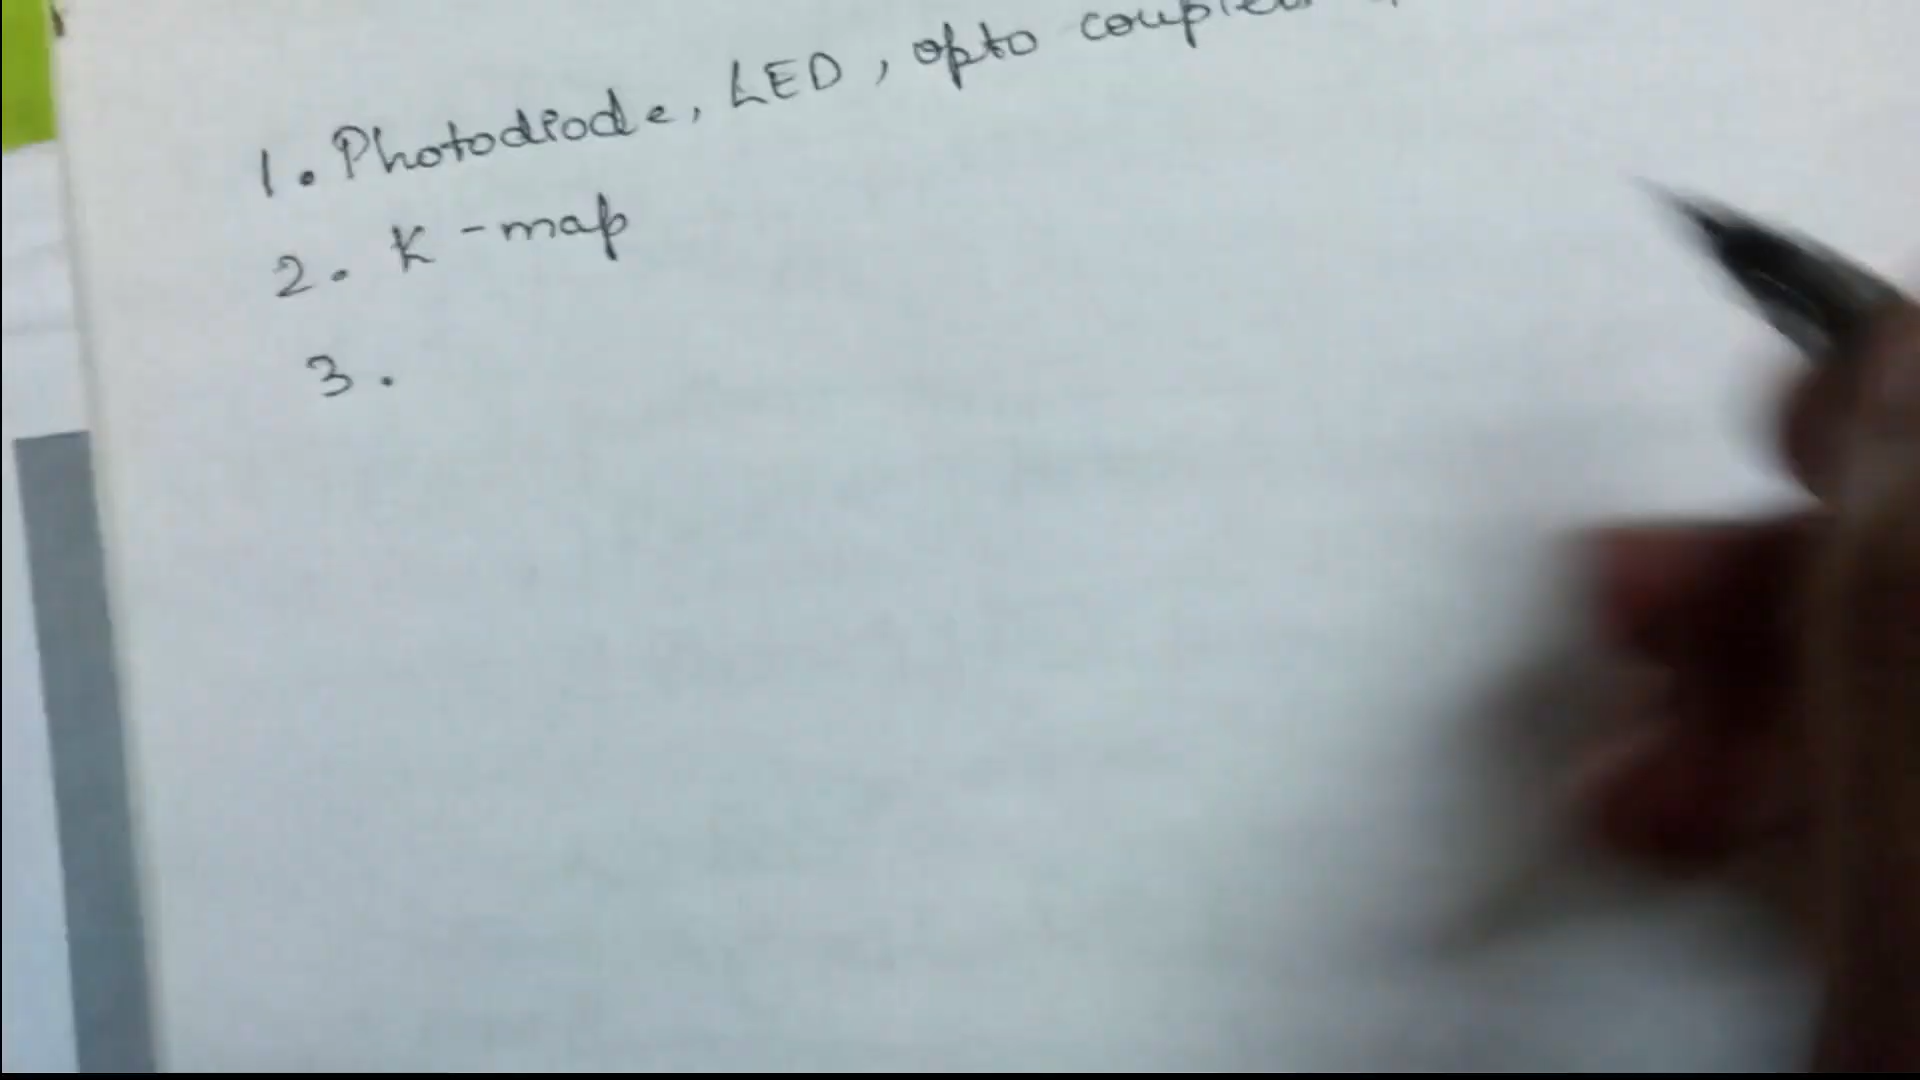 1. Photodiode, LED, opto
2. K-map
3.